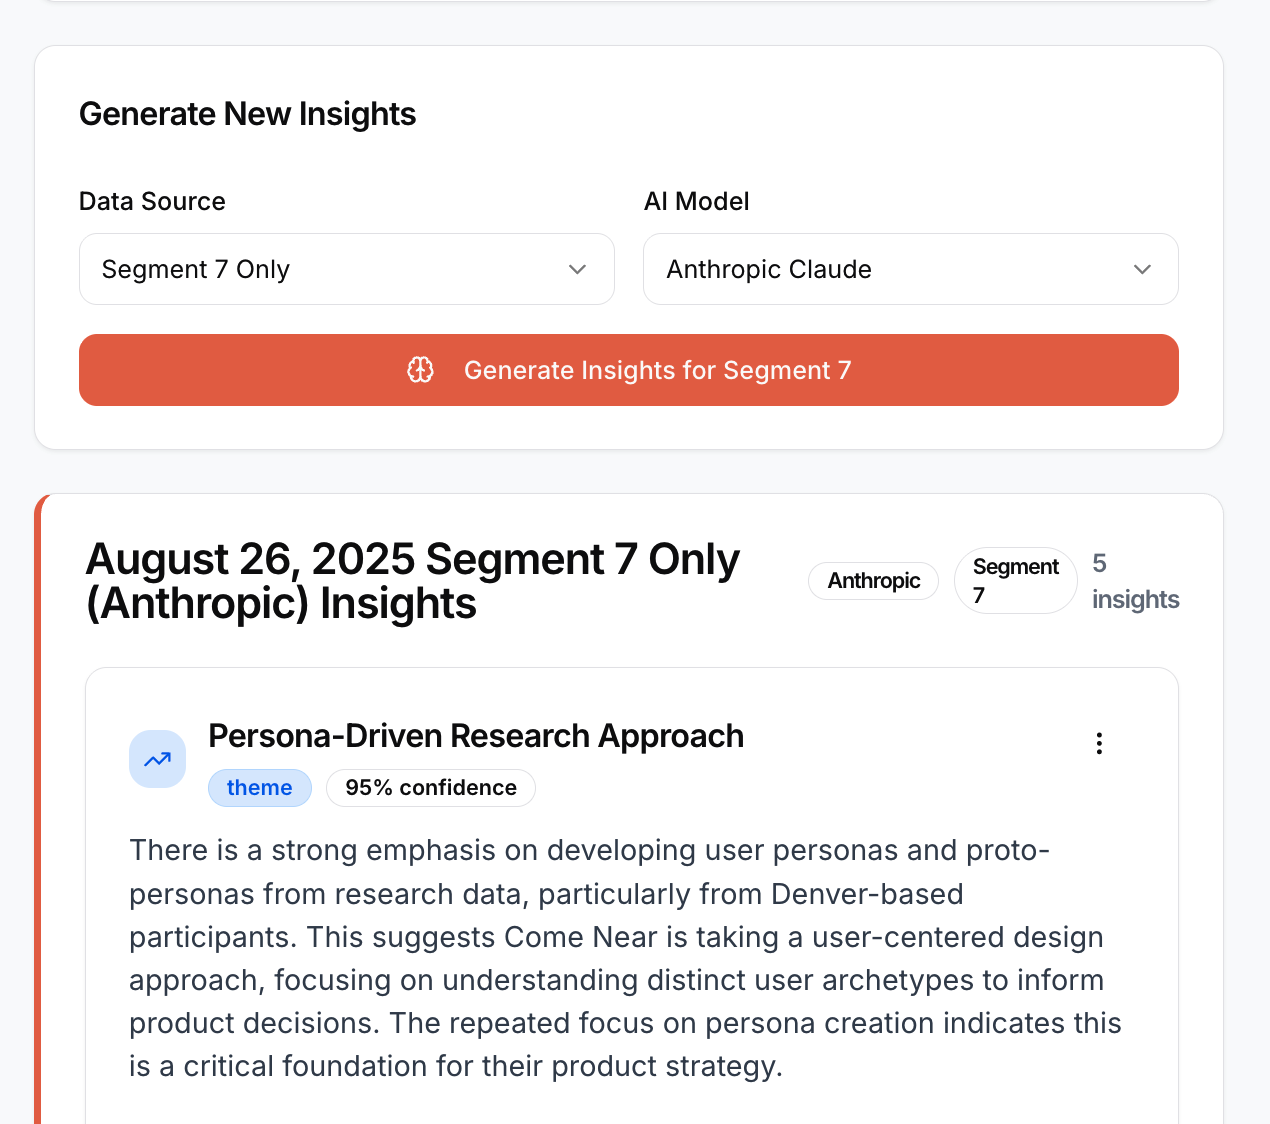 Generate New Insights
Data Source
AI Model
Segment 7 Only
Anthropic Claude
Generate Insights for Segment 7
August 26, 2025 Segment 7 Only
(Anthropic) Insights
Anthropic
Segment
7
5
insights
Persona-Driven Research Approach
theme
95% confidence
There is a strong emphasis on developing user personas and proto-
personas from research data, particularly from Denver-based
participants. This suggests Come Near is taking a user-centered design
approach, focusing on understanding distinct user archetypes to inform
product decisions. The repeated focus on persona creation indicates this
is a critical foundation for their product strategy.